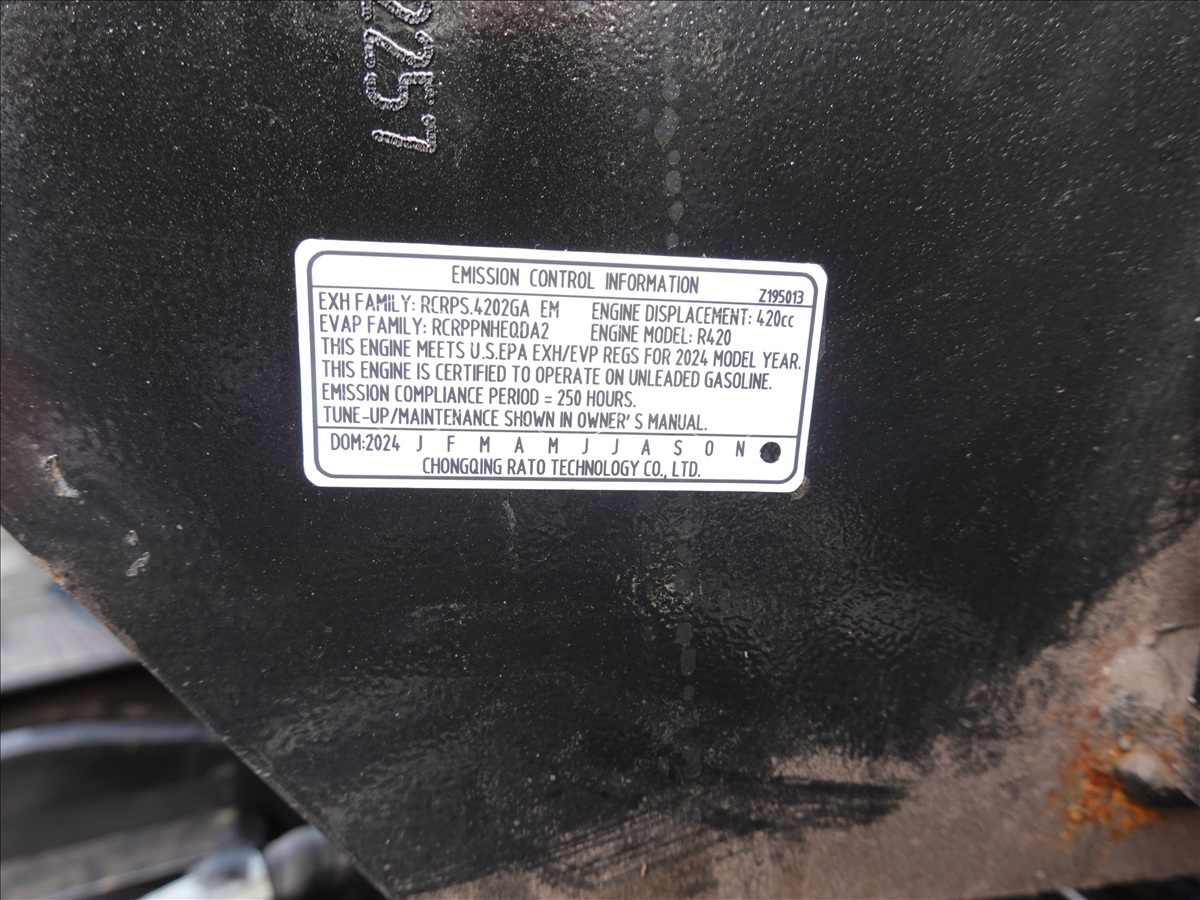 EMISSION CONTROL INFORMATION
Z195013
EXH FAMILY: RCRPS.4202GA EM ENGINE DISPLACEMENT: 420cc
EVAP FAMILY: RCRPPNHEQDA2 ENGINE MODEL: R420
THIS ENGINE MEETS U.S.EPA EXH/EVP REGS FOR 2024 MODEL YEAR.
THIS ENGINE IS CERTIFIED TO OPERATE ON UNLEADED GASOLINE.
EMISSION COMPLIANCE PERIOD = 250 HOURS.
TUNE-UP/MAINTENANCE SHOWN IN OWNER'S MANUAL.
DOM:2024 J F M A M J J A S O N
CHONGQING RATO TECHNOLOGY CO., LTD.